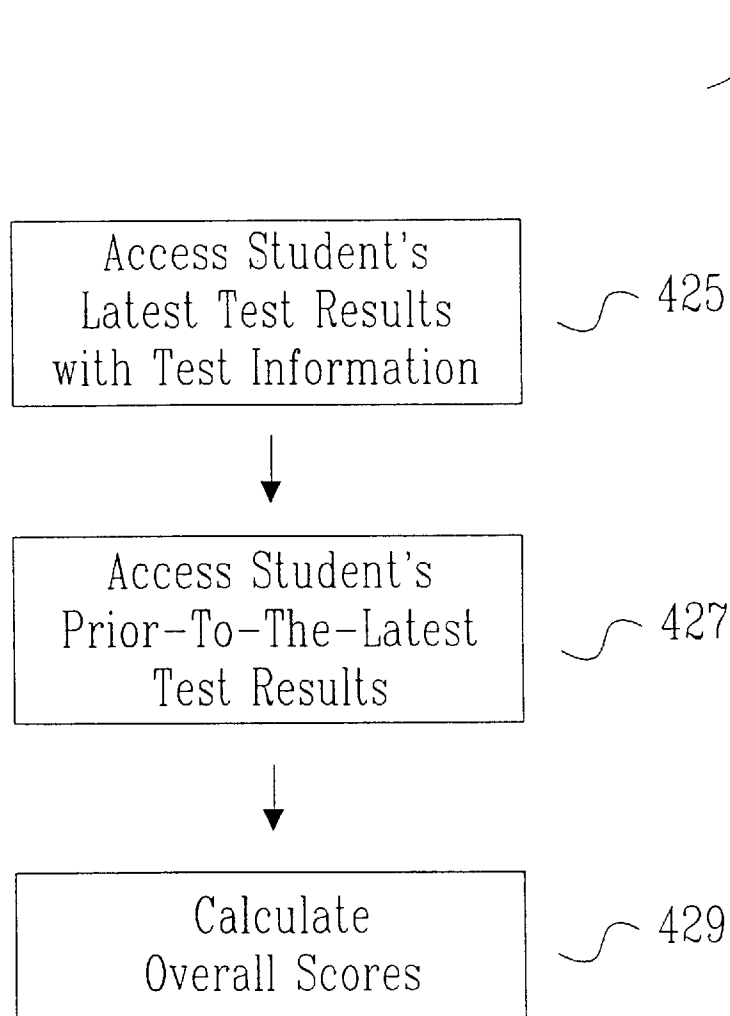 Access Student's
Latest Test Results
with Test Information
425
Access Student's
Prior-To-The-Latest
Test Results
427
Calculate
Overall Scores
429